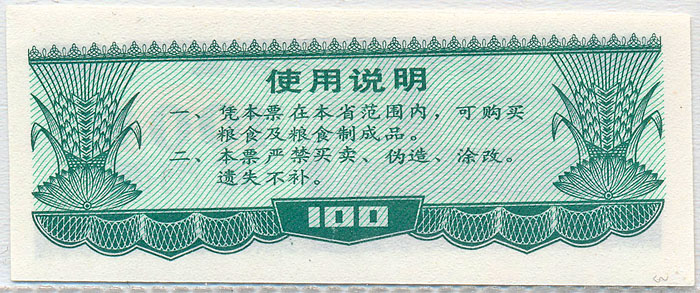 使用说明
一、凭本票在本省范围内，可购买
粮食及粮食制成品。
二、本票严禁买卖、伪造、涂改。
遗失不补。
100